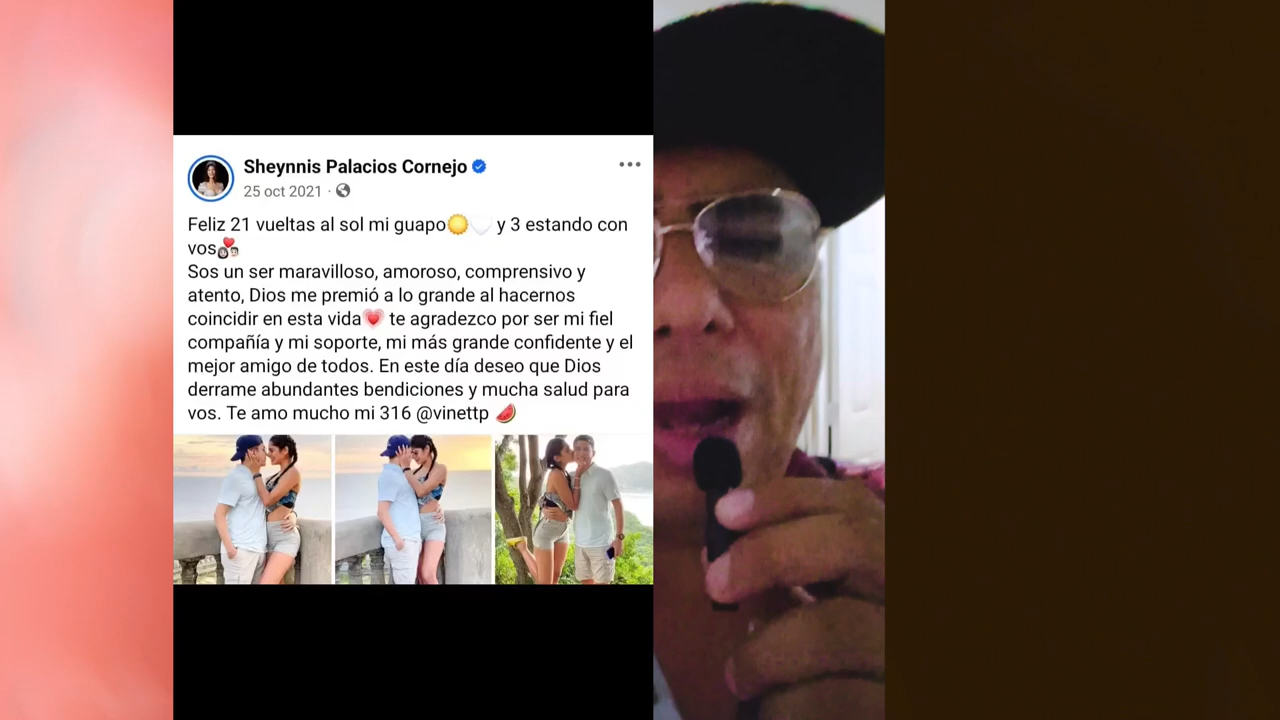 Sheynnis Palacios Cornejo
25 oct 2021 ·
Feliz 21 vueltas al sol mi guapo🌞🤍 y 3 estando con
vos💑
Sos un ser maravilloso, amoroso, comprensivo y
atento, Dios me premió a lo grande al hacernos
coincidir en esta vida💗 te agradezco por ser mi fiel
compañía y mi soporte, mi más grande confidente y el
mejor amigo de todos. En este día deseo que Dios
derrame abundantes bendiciones y mucha salud para
vos. Te amo mucho mi 316 @vinettp 🍉